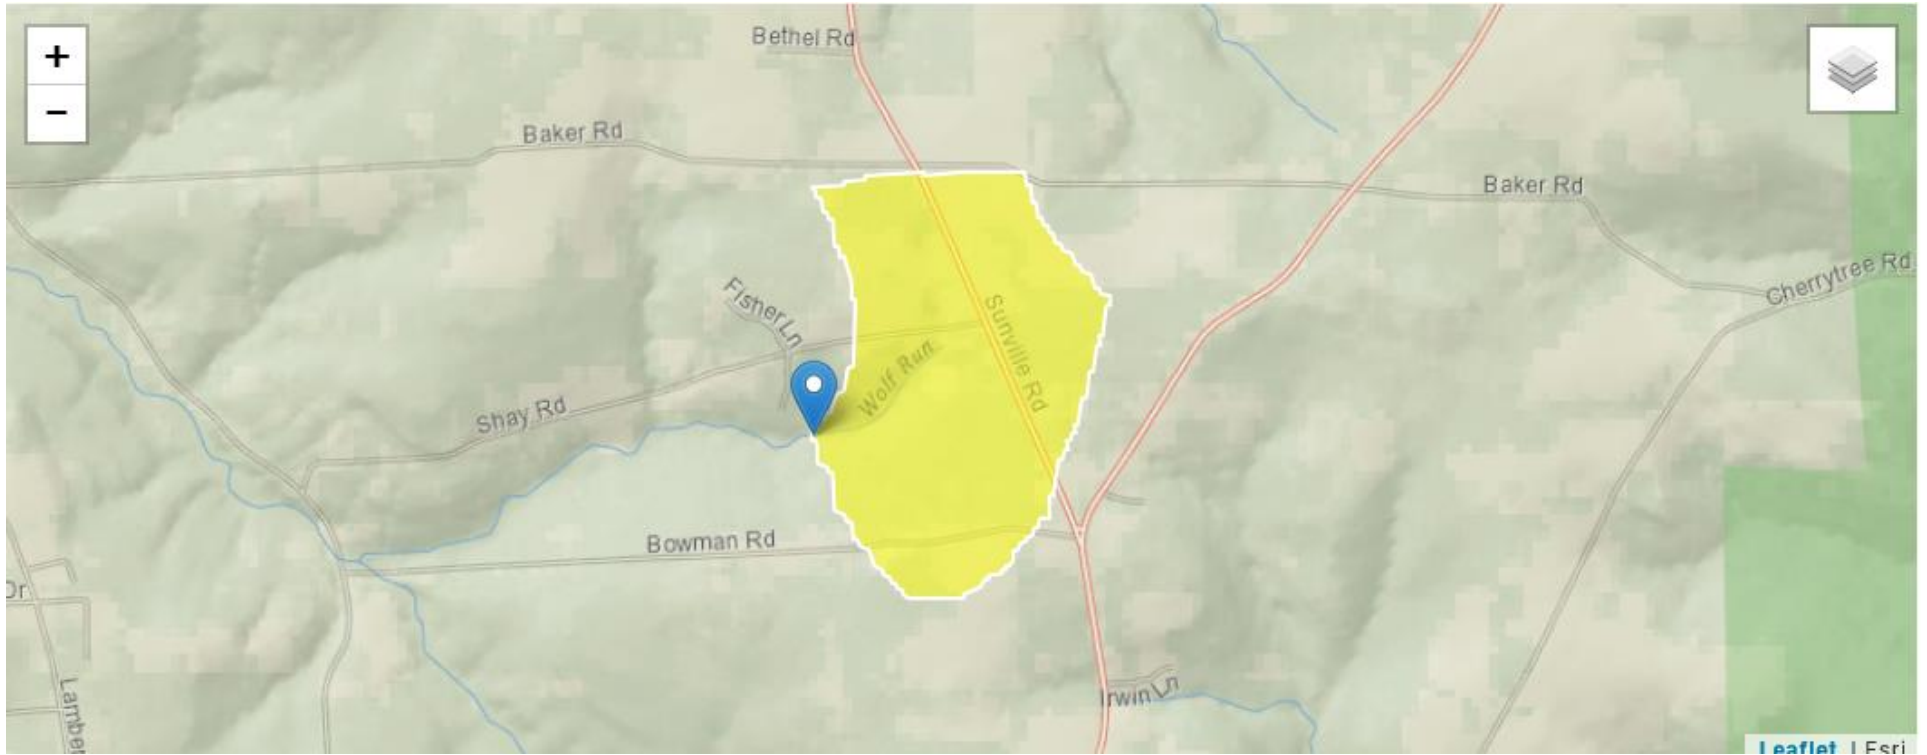 +
−
Bethel Rd
Baker Rd
Baker Rd
Cherrytree Rd
Fisher Ln
Sunville Rd
Wolf Run
Shay Rd
Bowman Rd
Dr
Irwin Ln
Lamber
Leaflet | Esri